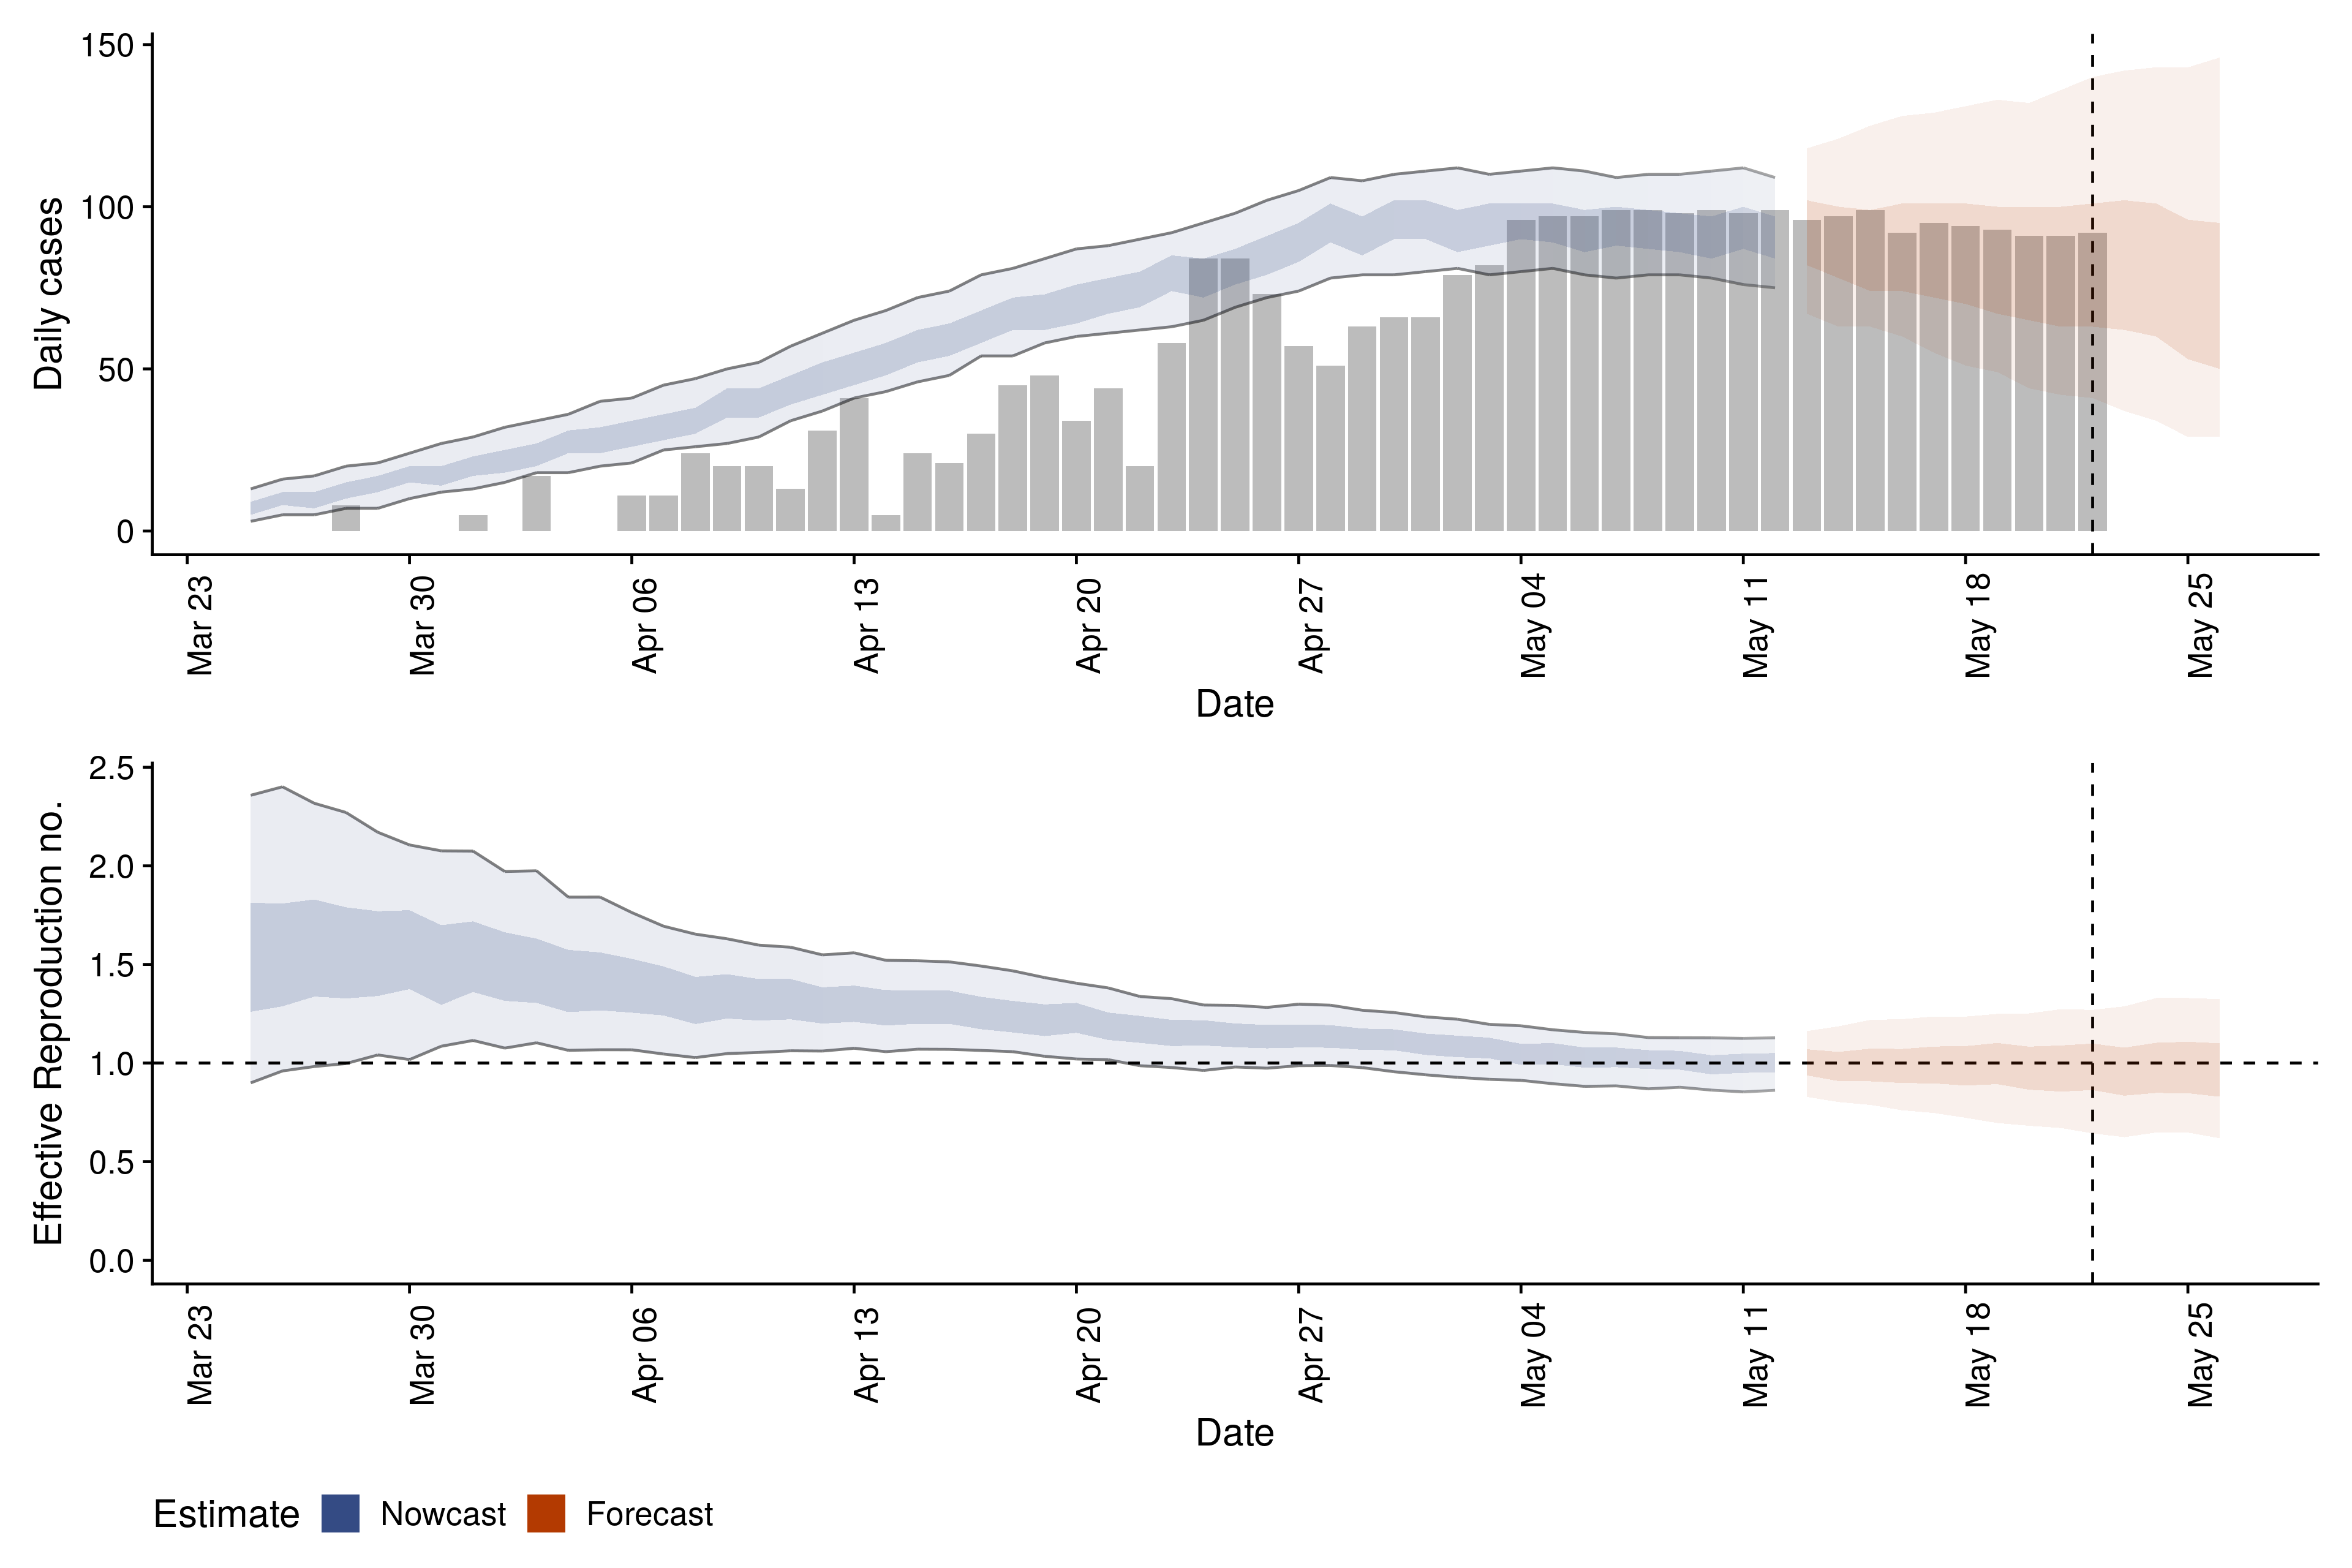 150
100
50
0
Daily cases
Mar 23
Mar 30
Apr 06
Apr 13
Apr 20
Apr 27
May 04
May 11
May 18
May 25
Date
2.5
2.0
1.5
1.0
0.5
0.0
Effective Reproduction no.
Mar 23
Mar 30
Apr 06
Apr 13
Apr 20
Apr 27
May 04
May 11
May 18
May 25
Date
Estimate Nowcast Forecast